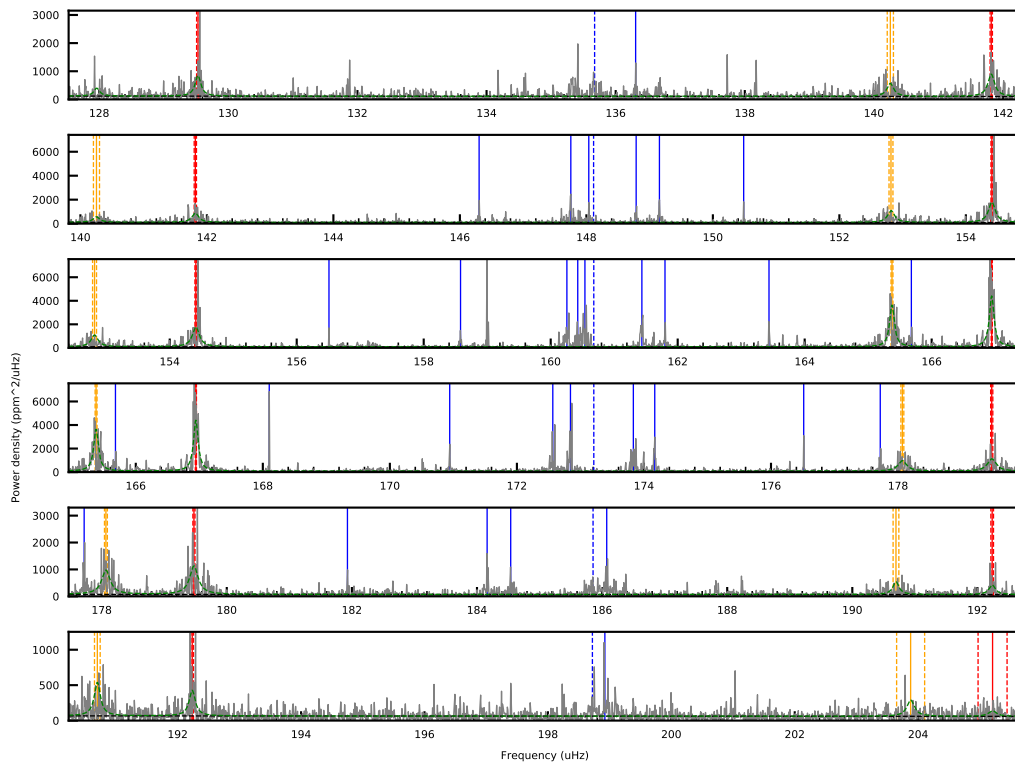 3000
2000
1000
0
128 130 132 134 136 138 140 142
6000
4000
2000
0
140 142 144 146 148 150 152 154
6000
4000
2000
0
154 156 158 160 162 164 166
6000
4000
2000
0
166 168 170 172 174 176 178
3000
2000
1000
0
178 180 182 184 186 188 190 192
1000
500
0
192 194 196 198 200 202 204
Power density (ppm^2/uHz)
Frequency (uHz)